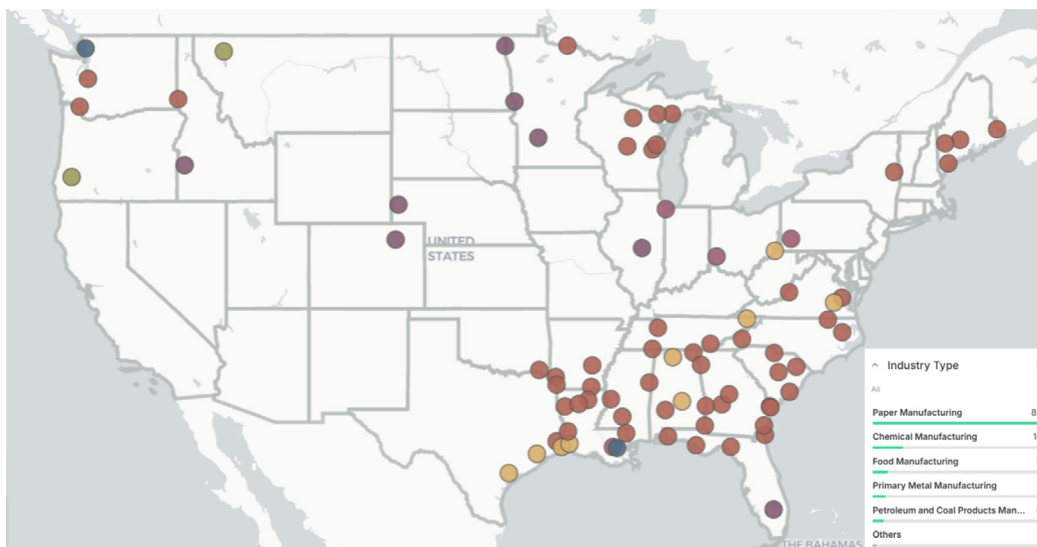 UNITED
STATES
THE BAHAMAS
Industry Type
All
Paper Manufacturing 8
Chemical Manufacturing 1
Food Manufacturing
Primary Metal Manufacturing
Petroleum and Coal Products Man...
Others